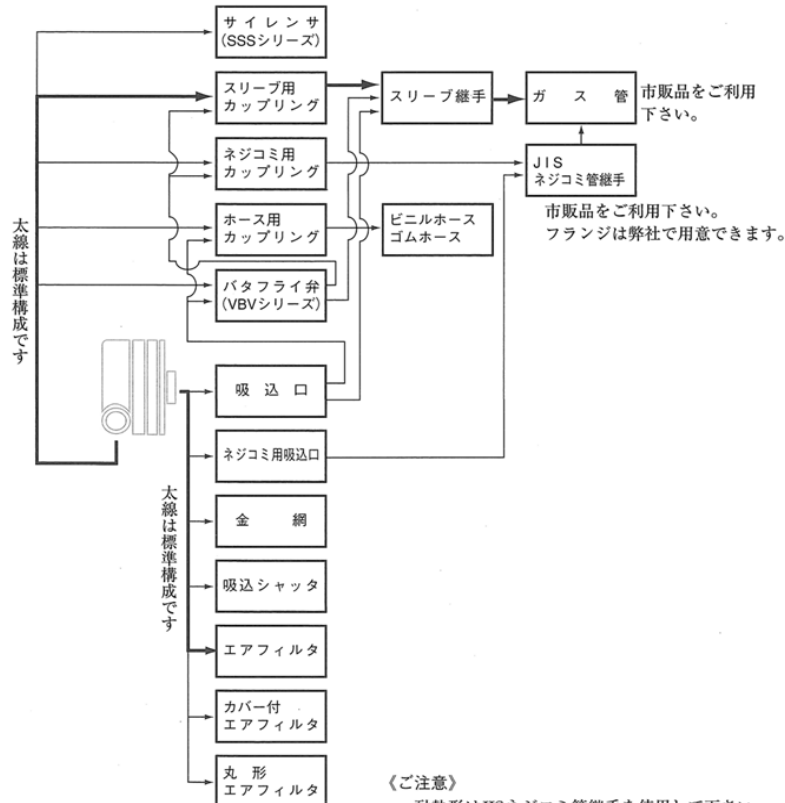 サイレンサ
(SSSシリーズ)
スリーブ用
カップリング
スリーブ継手
ガス管
市販品をご利用
下さい。
ネジコミ用
カップリング
JIS
ネジコミ管継手
市販品をご利用下さい。
フランジは弊社で用意できます。
ホース用
カップリング
ビニルホース
ゴムホース
バタフライ弁
(VBVシリーズ)
太線は標準構成です
吸込口
ネジコミ用吸込口
金網
吸込シャッタ
エアフィルタ
カバー付
エアフィルタ
丸形
エアフィルタ
太線は標準構成です
《ご注意》